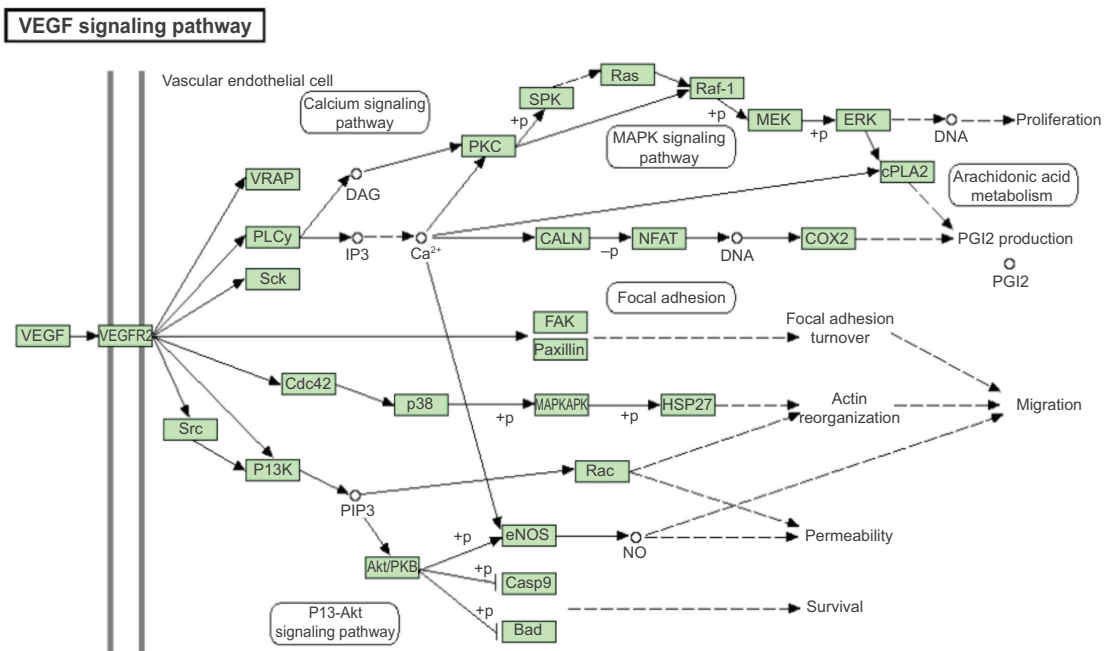 VEGF signaling pathway
Vascular endothelial cell
Calcium signaling
pathway
SPK
+p
Ras
Raf-1
+p
MEK
+p
ERK
DNA
Proliferation
PKC
MAPK signaling
pathway
cPLA2
Arachidonic acid
metabolism
VRAP
DAG
PLCy
IP3
Ca2+
CALN
–p
NFAT
DNA
COX2
PGI2 production
PGI2
Sck
Focal adhesion
VEGF
VEGFR2
FAK
Paxillin
Focal adhesion
turnover
Cdc42
p38
+p
MAPKAPK
+p
HSP27
Actin
reorganization
Migration
Src
P13K
PIP3
Rac
+p
eNOS
NO
Permeability
Akt/PKB
+p
Casp9
+p
Bad
Survival
P13-Akt
signaling pathway